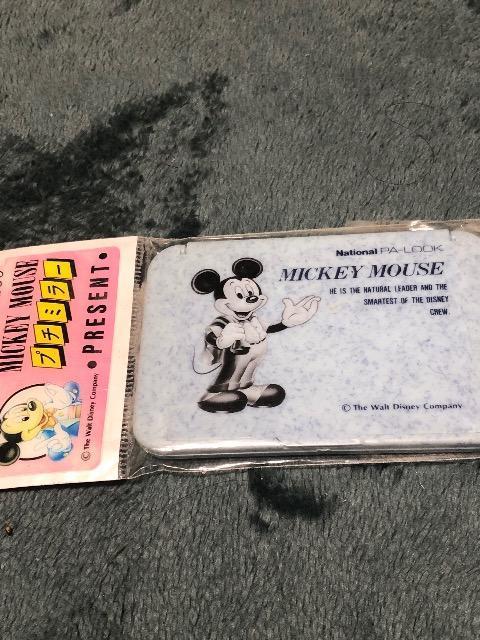 MICKEY MOUSE
プチミラー
•PRESENT•
© The Walt Disney Company
National PA-LOOK
MICKEY MOUSE
HE IS THE NATURAL LEADER AND THE
SMARTEST OF THE DISNEY
CREW.
© The Walt Disney Company